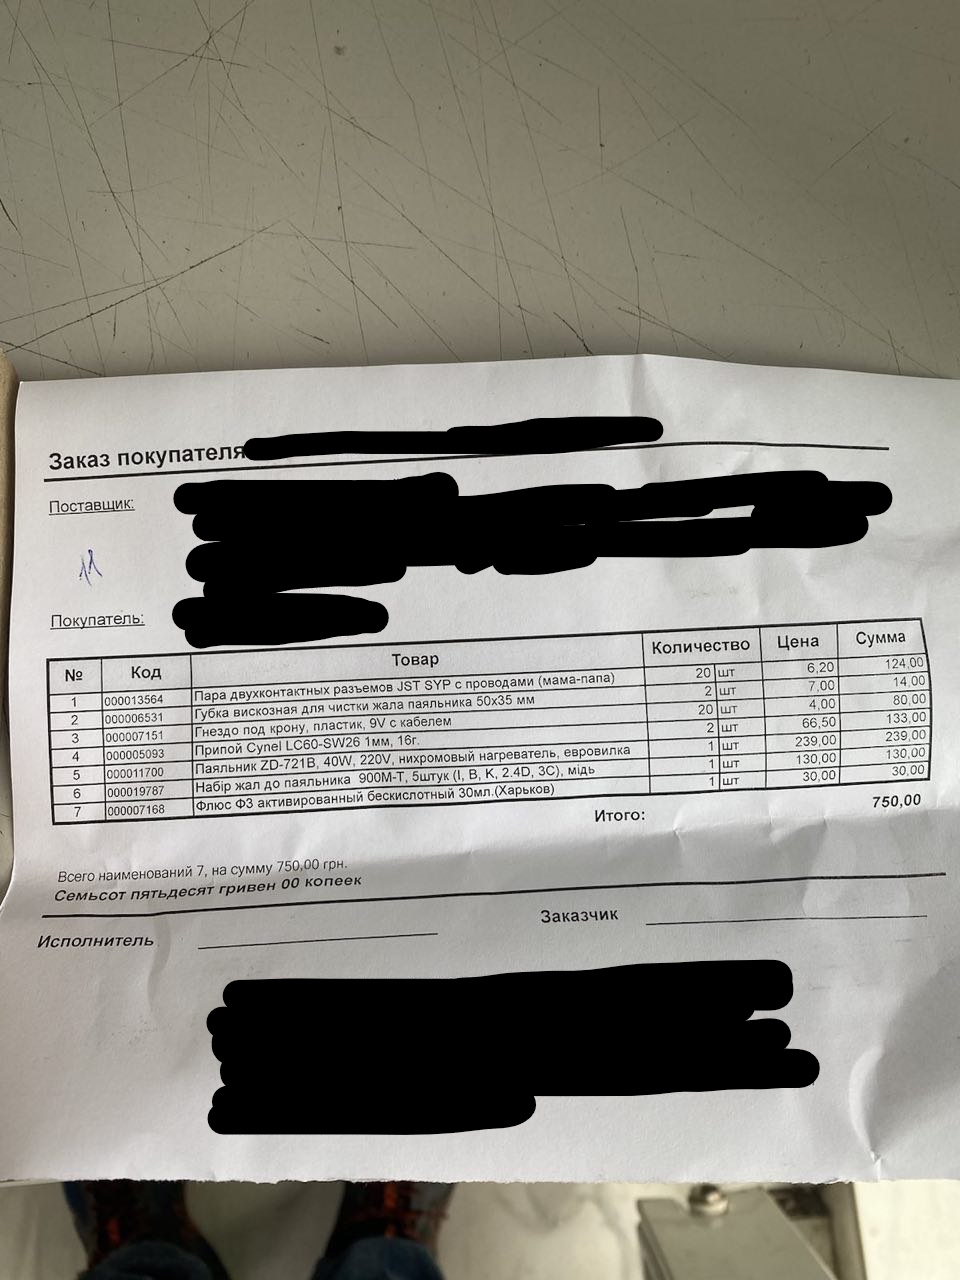 Заказ покупателя
Поставщик:
11
Покупатель:
№ Код Товар Количество Цена Сумма
1 000013564 Пара двухконтактных разъемов JST SYP с проводами (мама-папа) 20 шт 6,20 124,00
2 000006531 Губка вискозная для чистки жала паяльника 50x35 мм 2 шт 7,00 14,00
3 000007151 Гнездо под крону, пластик, 9V с кабелем 20 шт 4,00 80,00
4 000005093 Припой Cynel LC60-SW26 1мм, 16г. 2 шт 66,50 133,00
5 000011700 Паяльник ZD-721B, 40W, 220V, нихромовый нагреватель, евровилка 1 шт 239,00 239,00
6 000019787 Набір жал до паяльника 900M-T, 5штук (I, B, K, 2.4D, 3C), мідь 1 шт 130,00 130,00
7 000007168 Флюс ФЗ активированный бескислотный 30мл.(Харьков) 1 шт 30,00 30,00
Итого: 750,00
Всего наименований 7, на сумму 750,00 грн.
Семьсот пятьдесят гривен 00 копеек
Исполнитель Заказчик